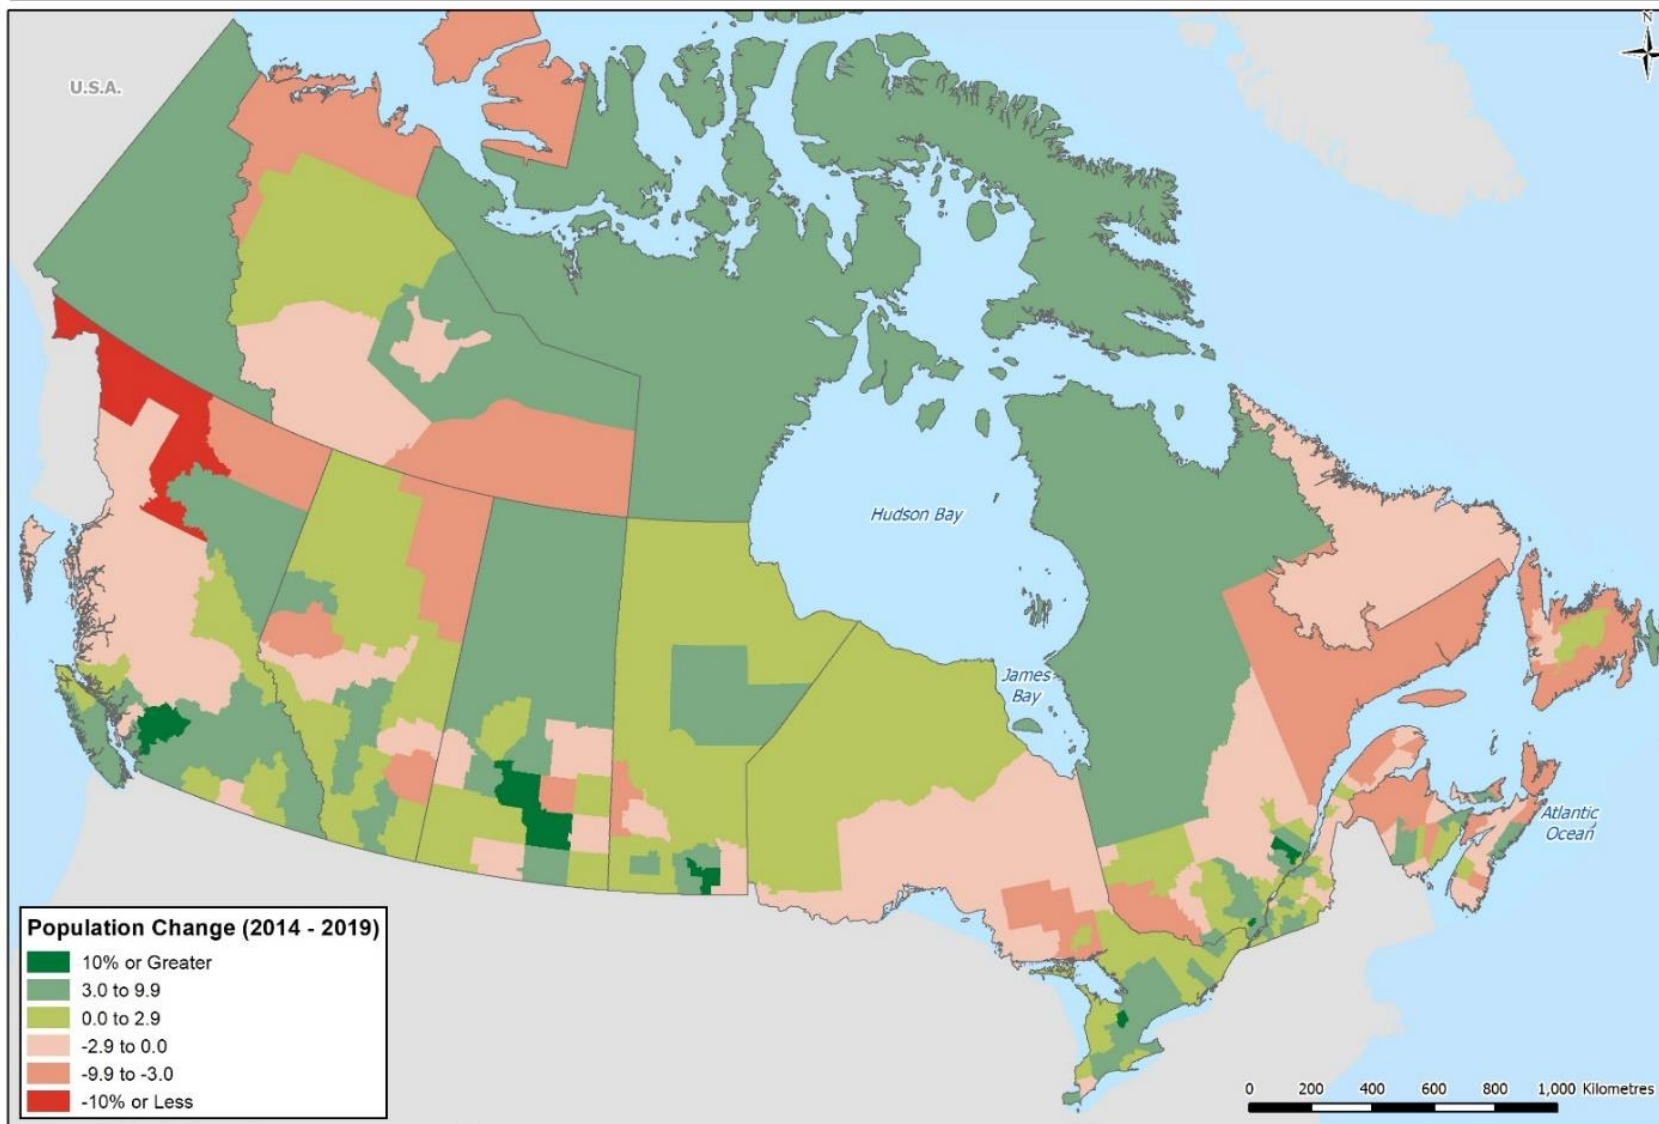 N
U.S.A.
Hudson Bay
James
Bay
Atlantic
Ocean
Population Change (2014 - 2019)
10% or Greater
3.0 to 9.9
0.0 to 2.9
-2.9 to 0.0
-9.9 to -3.0
-10% or Less
0 200 400 600 800 1,000 Kilometres